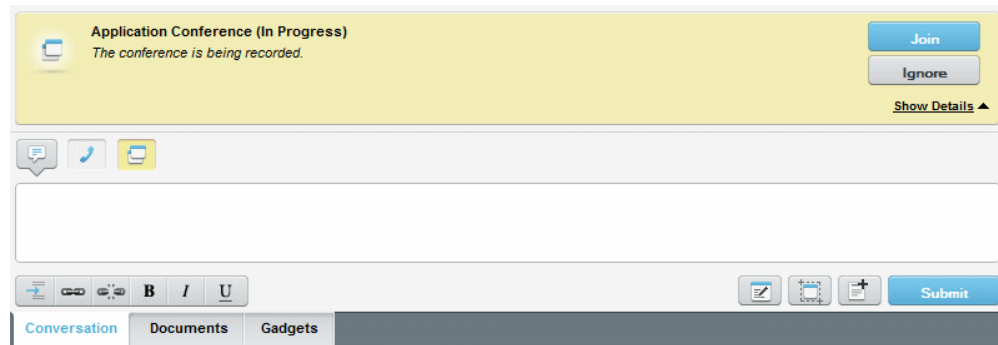 Application Conference (In Progress)
The conference is being recorded.
Join
Ignore
Show Details
B I U
Submit
Conversation Documents Gadgets